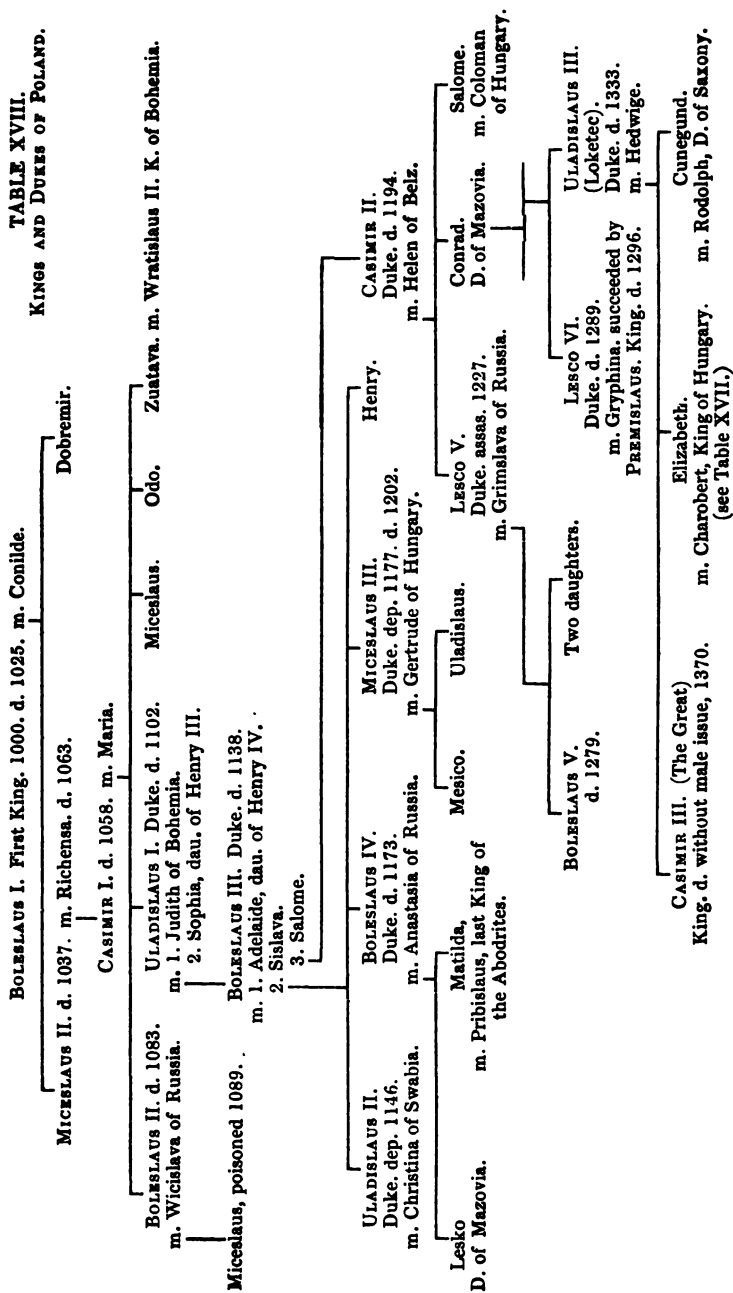 TABLE XVIII.
KINGS AND DUKES OF POLAND.
BOLESLAUS I. First King. 1000. d. 1025. m. Conilde.
MICESLAUS II. d. 1037. m. Richensa. d. 1063.
Dobremir.
CASIMIR I. d. 1058. m. Maria.
BOLESLAUS II. d. 1083.
m. Wicislava of Russia.
ULADISLAUS I. Duke. d. 1102.
m. 1. Judith of Bohemia.
2. Sophia, dau. of Henry III.
Miceslaus.
Odo.
Zuatava. m. Wratislaus II. K. of Bohemia.
Miceslaus, poisoned 1089.
BOLESLAUS III. Duke. d. 1138.
m. 1. Adelaide, dau. of Henry IV.
2. Sislava.
3. Salome.
ULADISLAUS II.
Duke. dep. 1146.
m. Christina of Swabia.
BOLESLAUS IV.
Duke. d. 1173.
m. Anastasia of Russia.
MICESLAUS III.
Duke. dep. 1177. d. 1202.
m. Gertrude of Hungary.
Henry.
CASIMIR II.
Duke. d. 1194.
m. Helen of Belz.
Lesko
D. of Mazovia.
Matilda,
m. Pribislaus, last King of
the Abodrites.
Mesico.
Uladislaus.
LESCO V.
Duke. assas. 1227.
m. Grimslava of Russia.
Conrad.
D. of Mazovia.
Salome.
m. Coloman
of Hungary.
BOLESLAUS V.
d. 1279.
Two daughters.
LESCO VI.
Duke. d. 1289.
m. Gryphina. succeeded by
PREMISLAUS. King. d. 1296.
ULADISLAUS III.
(Loketec).
Duke. d. 1333.
m. Hedwige.
CASIMIR III. (The Great)
King. d. without male issue, 1370.
Elizabeth.
m. Charobert, King of Hungary.
(see Table XVII.)
Cunegund.
m. Rodolph, D. of Saxony.